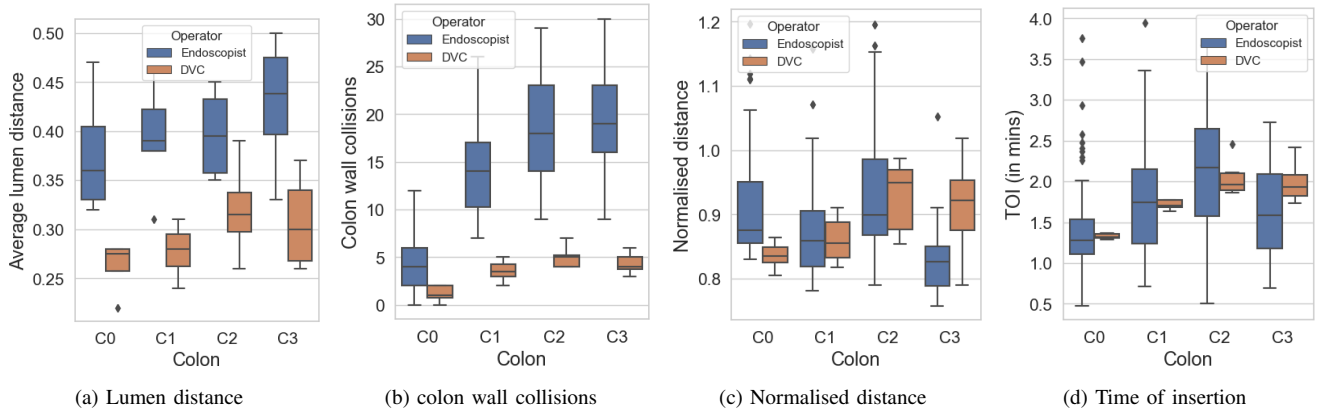 Average lumen distance
0.50
0.45
0.40
0.35
0.30
0.25
Operator
Endoscopist
DVC
C0 C1 C2 C3
Colon
(a) Lumen distance
Colon wall collisions
30
25
20
15
10
5
0
Operator
Endoscopist
DVC
C0 C1 C2 C3
Colon
(b) colon wall collisions
Normalised distance
1.2
1.1
1.0
0.9
0.8
Operator
Endoscopist
DVC
C0 C1 C2 C3
Colon
(c) Normalised distance
TOI (in mins)
4.0
3.5
3.0
2.5
2.0
1.5
1.0
0.5
Operator
Endoscopist
DVC
C0 C1 C2 C3
Colon
(d) Time of insertion